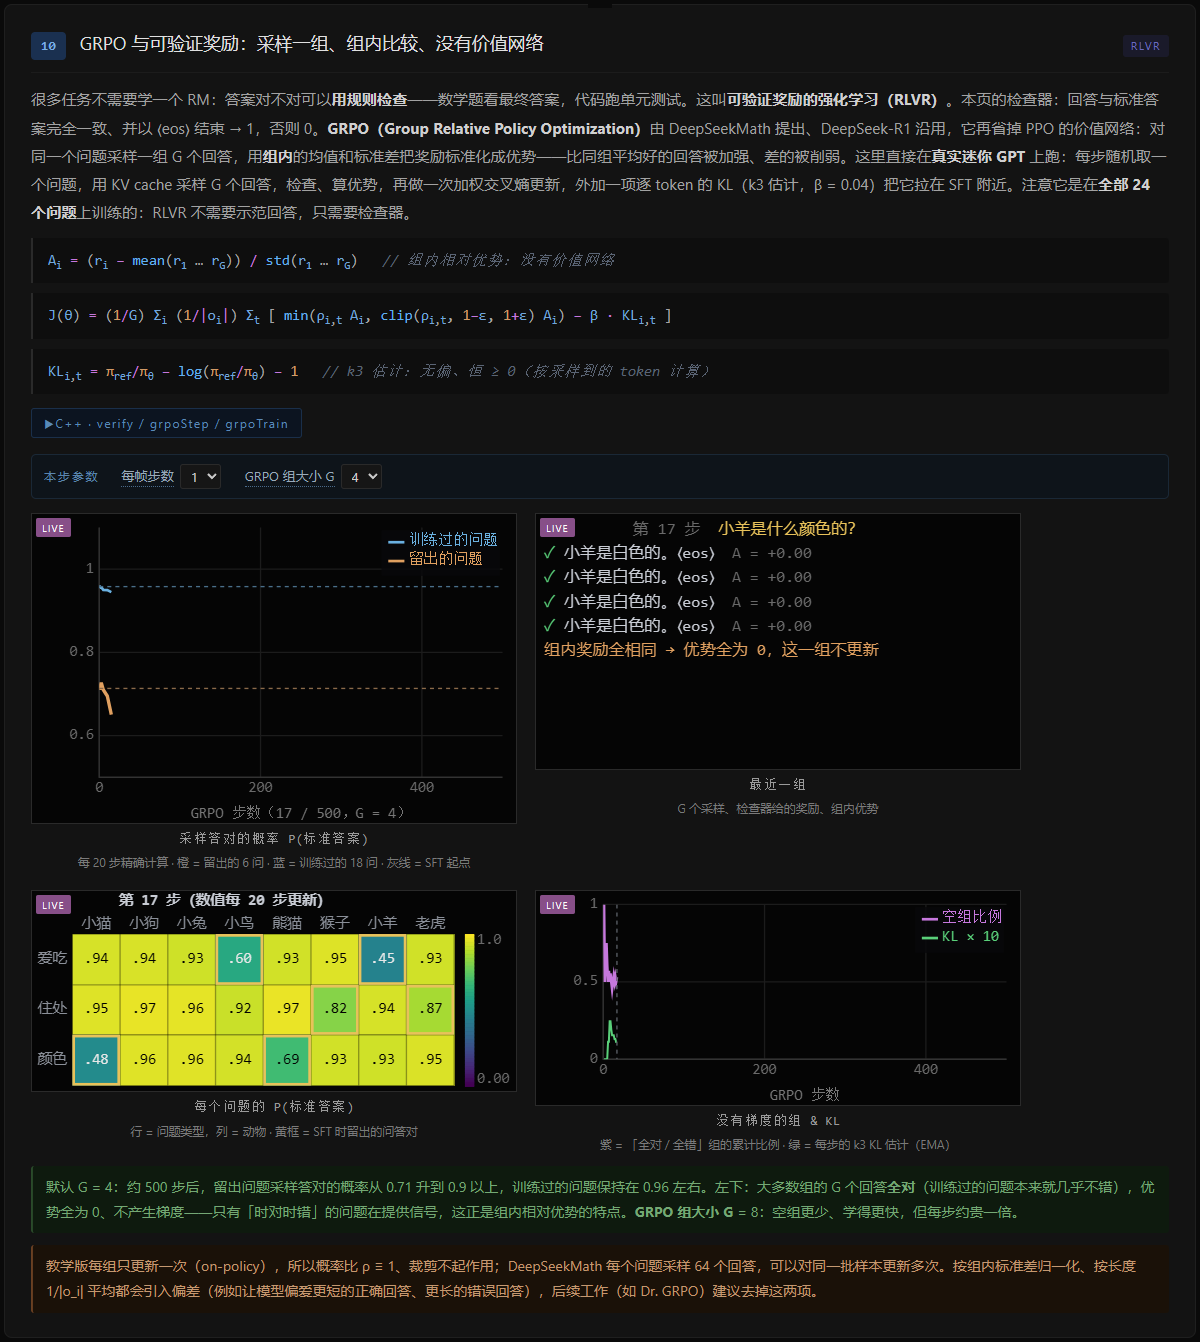 10 GRPO 与可验证奖励：采样一组、组内比较、没有价值网络 RLVR
很多任务不需要学一个 RM：答案对不对可以用规则检查——数学题看最终答案，代码跑单元测试。这叫可验证奖励的强化学习（RLVR）。本页的检查器：回答与标准答
案完全一致、并以 ⟨eos⟩ 结束 → 1，否则 0。GRPO（Group Relative Policy Optimization）由 DeepSeekMath 提出、DeepSeek-R1 沿用，它再省掉 PPO 的价值网络：对
同一个问题采样一组 G 个回答，用组内的均值和标准差把奖励标准化成优势——比同组平均好的回答被加强、差的被削弱。这里直接在真实迷你 GPT 上跑：每步随机取一
个问题，用 KV cache 采样 G 个回答，检查、算优势，再做一次加权交叉熵更新，外加一项逐 token 的 KL（k3 估计，β = 0.04）把它拉在 SFT 附近。注意它是在全部 24
个问题上训练的：RLVR 不需要示范回答，只需要检查器。
Aᵢ = (rᵢ − mean(r₁ … r_G)) / std(r₁ … r_G) // 组内相对优势：没有价值网络
J(θ) = (1/G) Σᵢ (1/|oᵢ|) Σₜ [ min(ρᵢ,ₜ Aᵢ, clip(ρᵢ,ₜ, 1−ε, 1+ε) Aᵢ) − β · KLᵢ,ₜ ]
KLᵢ,ₜ = π_ref/π_θ − log(π_ref/π_θ) − 1 // k3 估计：无偏、恒 ≥ 0（按采样到的 token 计算）
▶C++ · verify / grpoStep / grpoTrain
本步参数 每帧步数 1 GRPO 组大小 G 4
LIVE
训练过的问题
留出的问题
1
0.8
0.6
0 200 400
GRPO 步数（17 / 500，G = 4）
采样答对的概率 P(标准答案)
每 20 步精确计算 · 橙 = 留出的 6 问 · 蓝 = 训练过的 18 问 · 灰线 = SFT 起点
LIVE 第 17 步 小羊是什么颜色的?
✓ 小羊是白色的。⟨eos⟩ A = +0.00
✓ 小羊是白色的。⟨eos⟩ A = +0.00
✓ 小羊是白色的。⟨eos⟩ A = +0.00
✓ 小羊是白色的。⟨eos⟩ A = +0.00
组内奖励全相同 → 优势全为 0，这一组不更新
最近一组
G 个采样、检查器给的奖励、组内优势
LIVE 第 17 步 (数值每 20 步更新)
小猫 小狗 小兔 小鸟 熊猫 猴子 小羊 老虎
爱吃 .94 .94 .93 .60 .93 .95 .45 .93
住处 .95 .97 .96 .92 .97 .82 .94 .87
颜色 .48 .96 .96 .94 .69 .93 .93 .95
1.0
0.00
每个问题的 P(标准答案)
行 = 问题类型，列 = 动物 · 黄框 = SFT 时留出的问答对
LIVE
空组比例
KL × 10
1
0.5
0
0 200 400
GRPO 步数
没有梯度的组 & KL
紫 = 「全对 / 全错」组的累计比例 · 绿 = 每步的 k3 KL 估计（EMA）
默认 G = 4：约 500 步后，留出问题采样答对的概率从 0.71 升到 0.9 以上，训练过的问题保持在 0.96 左右。左下：大多数组的 G 个回答全对（训练过的问题本来就几乎不错），优
势全为 0、不产生梯度——只有「时对时错」的问题在提供信号，这正是组内相对优势的特点。GRPO 组大小 G = 8：空组更少、学得更快，但每步约贵一倍。
教学版每组只更新一次（on-policy），所以概率比 ρ ≡ 1、裁剪不起作用；DeepSeekMath 每个问题采样 64 个回答，可以对同一批样本更新多次。按组内标准差归一化、按长度
1/|o_i| 平均都会引入偏差（例如让模型偏爱更短的正确回答、更长的错误回答），后续工作（如 Dr. GRPO）建议去掉这两项。